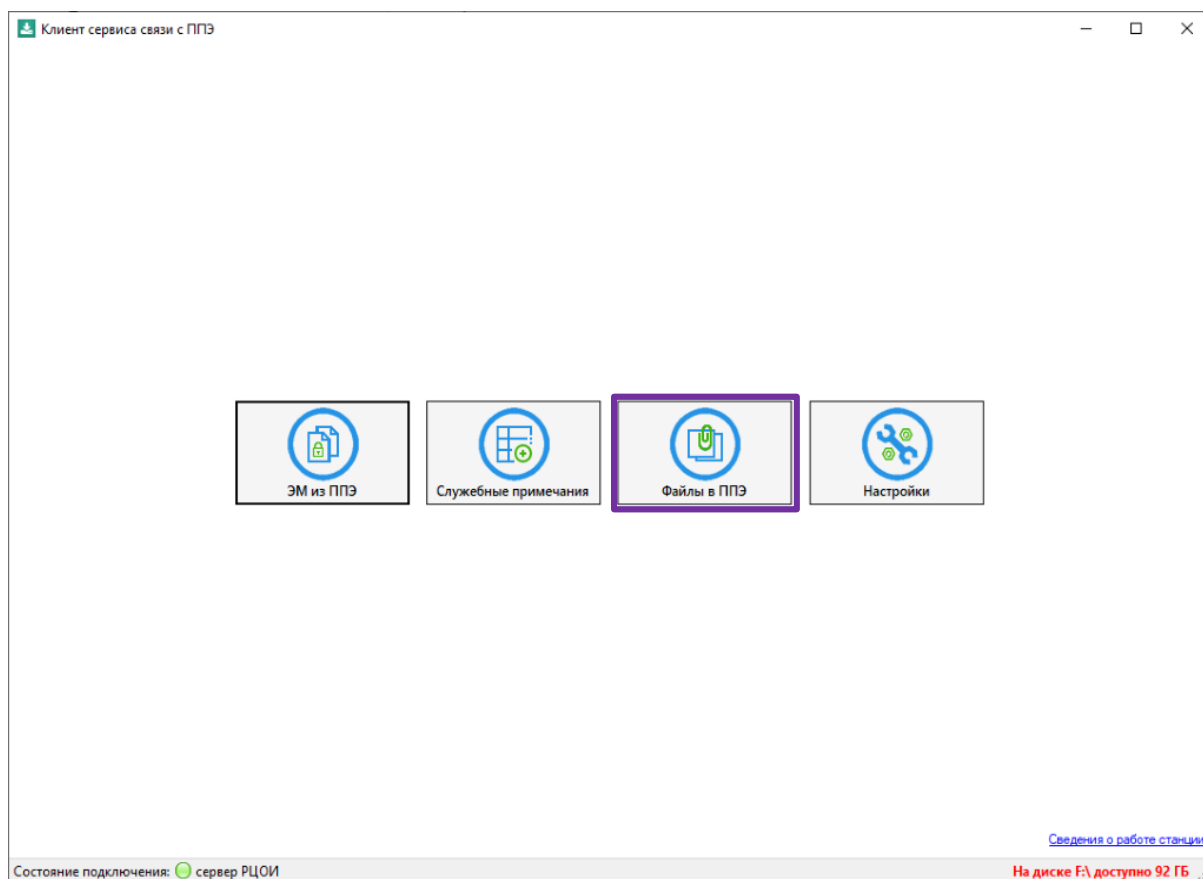 Клиент сервиса связи с ППЭ
ЭМ из ППЭ
Служебные примечания
Файлы в ППЭ
Настройки
Сведения о работе станции
Состояние подключения: сервер РЦОИ
На диске F:\ доступно 92 ГБ